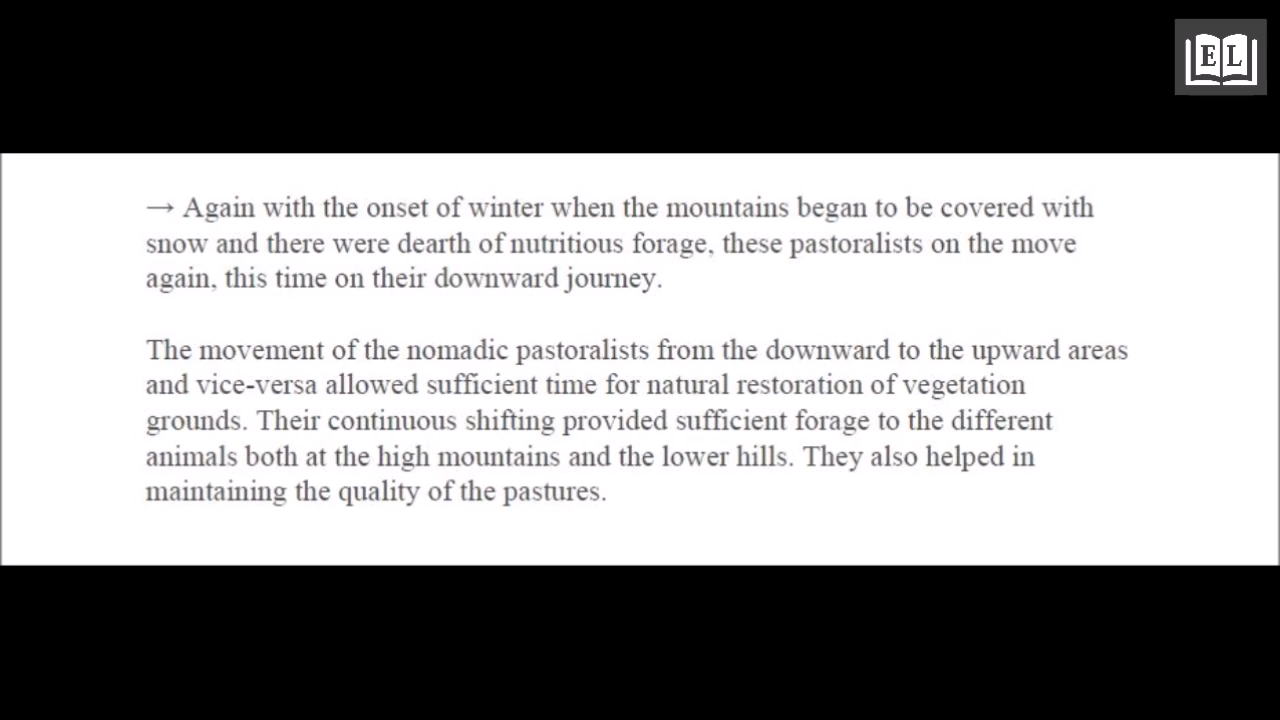 EL
→ Again with the onset of winter when the mountains began to be covered with
snow and there were dearth of nutritious forage, these pastoralists on the move
again, this time on their downward journey.
The movement of the nomadic pastoralists from the downward to the upward areas
and vice-versa allowed sufficient time for natural restoration of vegetation
grounds. Their continuous shifting provided sufficient forage to the different
animals both at the high mountains and the lower hills. They also helped in
maintaining the quality of the pastures.